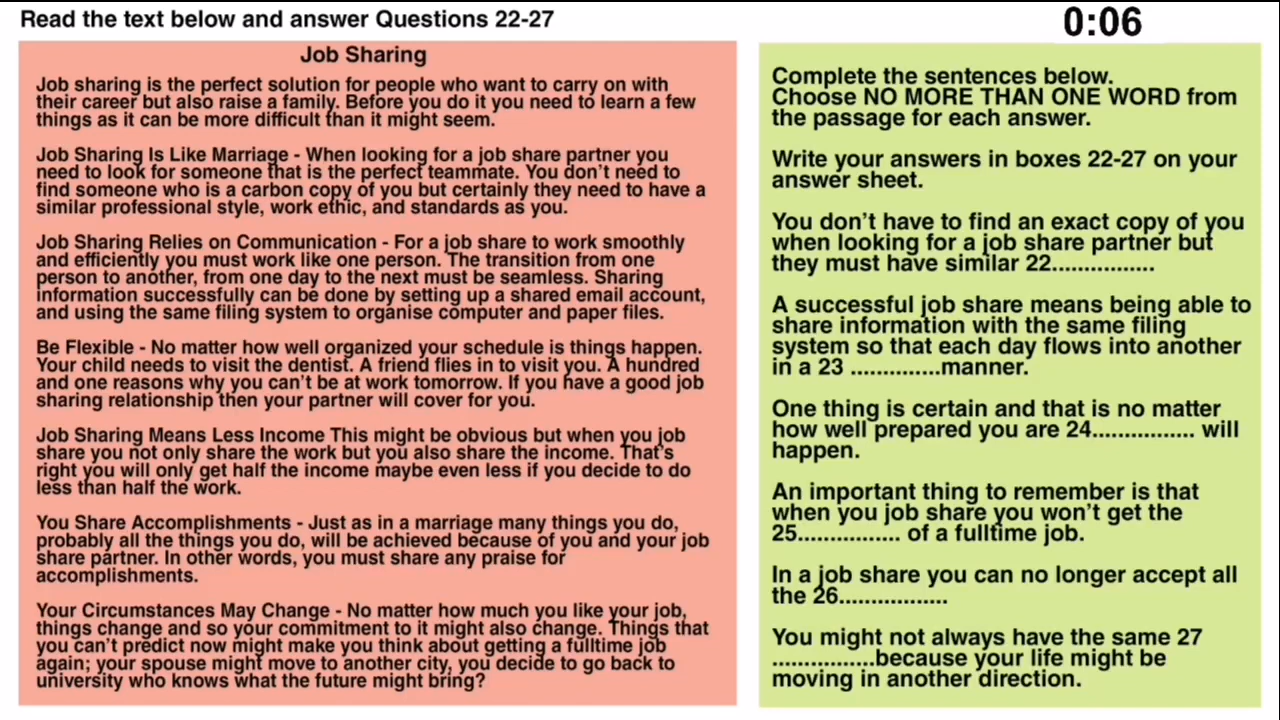 Read the text below and answer Questions 22-27
0:06
Job Sharing
Job sharing is the perfect solution for people who want to carry on with
their career but also raise a family. Before you do it you need to learn a few
things as it can be more difficult than it might seem.
Job Sharing Is Like Marriage - When looking for a job share partner you
need to look for someone that is the perfect teammate. You don't need to
find someone who is a carbon copy of you but certainly they need to have a
similar professional style, work ethic, and standards as you.
Job Sharing Relies on Communication - For a job share to work smoothly
and efficiently you must work like one person. The transition from one
person to another, from one day to the next must be seamless. Sharing
information successfully can be done by setting up a shared email account,
and using the same filing system to organise computer and paper files.
Be Flexible - No matter how well organized your schedule is things happen.
Your child needs to visit the dentist. A friend flies in to visit you. A hundred
and one reasons why you can't be at work tomorrow. If you have a good job
sharing relationship then your partner will cover for you.
Job Sharing Means Less Income This might be obvious but when you job
share you not only share the work but you also share the income. That's
right you will only get half the income maybe even less if you decide to do
less than half the work.
You Share Accomplishments - Just as in a marriage many things you do,
probably all the things you do, will be achieved because of you and your job
share partner. In other words, you must share any praise for
accomplishments.
Your Circumstances May Change - No matter how much you like your job,
things change and so your commitment to it might also change. Things that
you can't predict now might make you think about getting a fulltime job
again; your spouse might move to another city, you decide to go back to
university who knows what the future might bring?
Complete the sentences below.
Choose NO MORE THAN ONE WORD from
the passage for each answer.
Write your answers in boxes 22-27 on your
answer sheet.
You don't have to find an exact copy of you
when looking for a job share partner but
they must have similar 22................
A successful job share means being able to
share information with the same filing
system so that each day flows into another
in a 23 ..............manner.
One thing is certain and that is no matter
how well prepared you are 24................ will
happen.
An important thing to remember is that
when you job share you won't get the
25................ of a fulltime job.
In a job share you can no longer accept all
the 26.................
You might not always have the same 27
................because your life might be
moving in another direction.